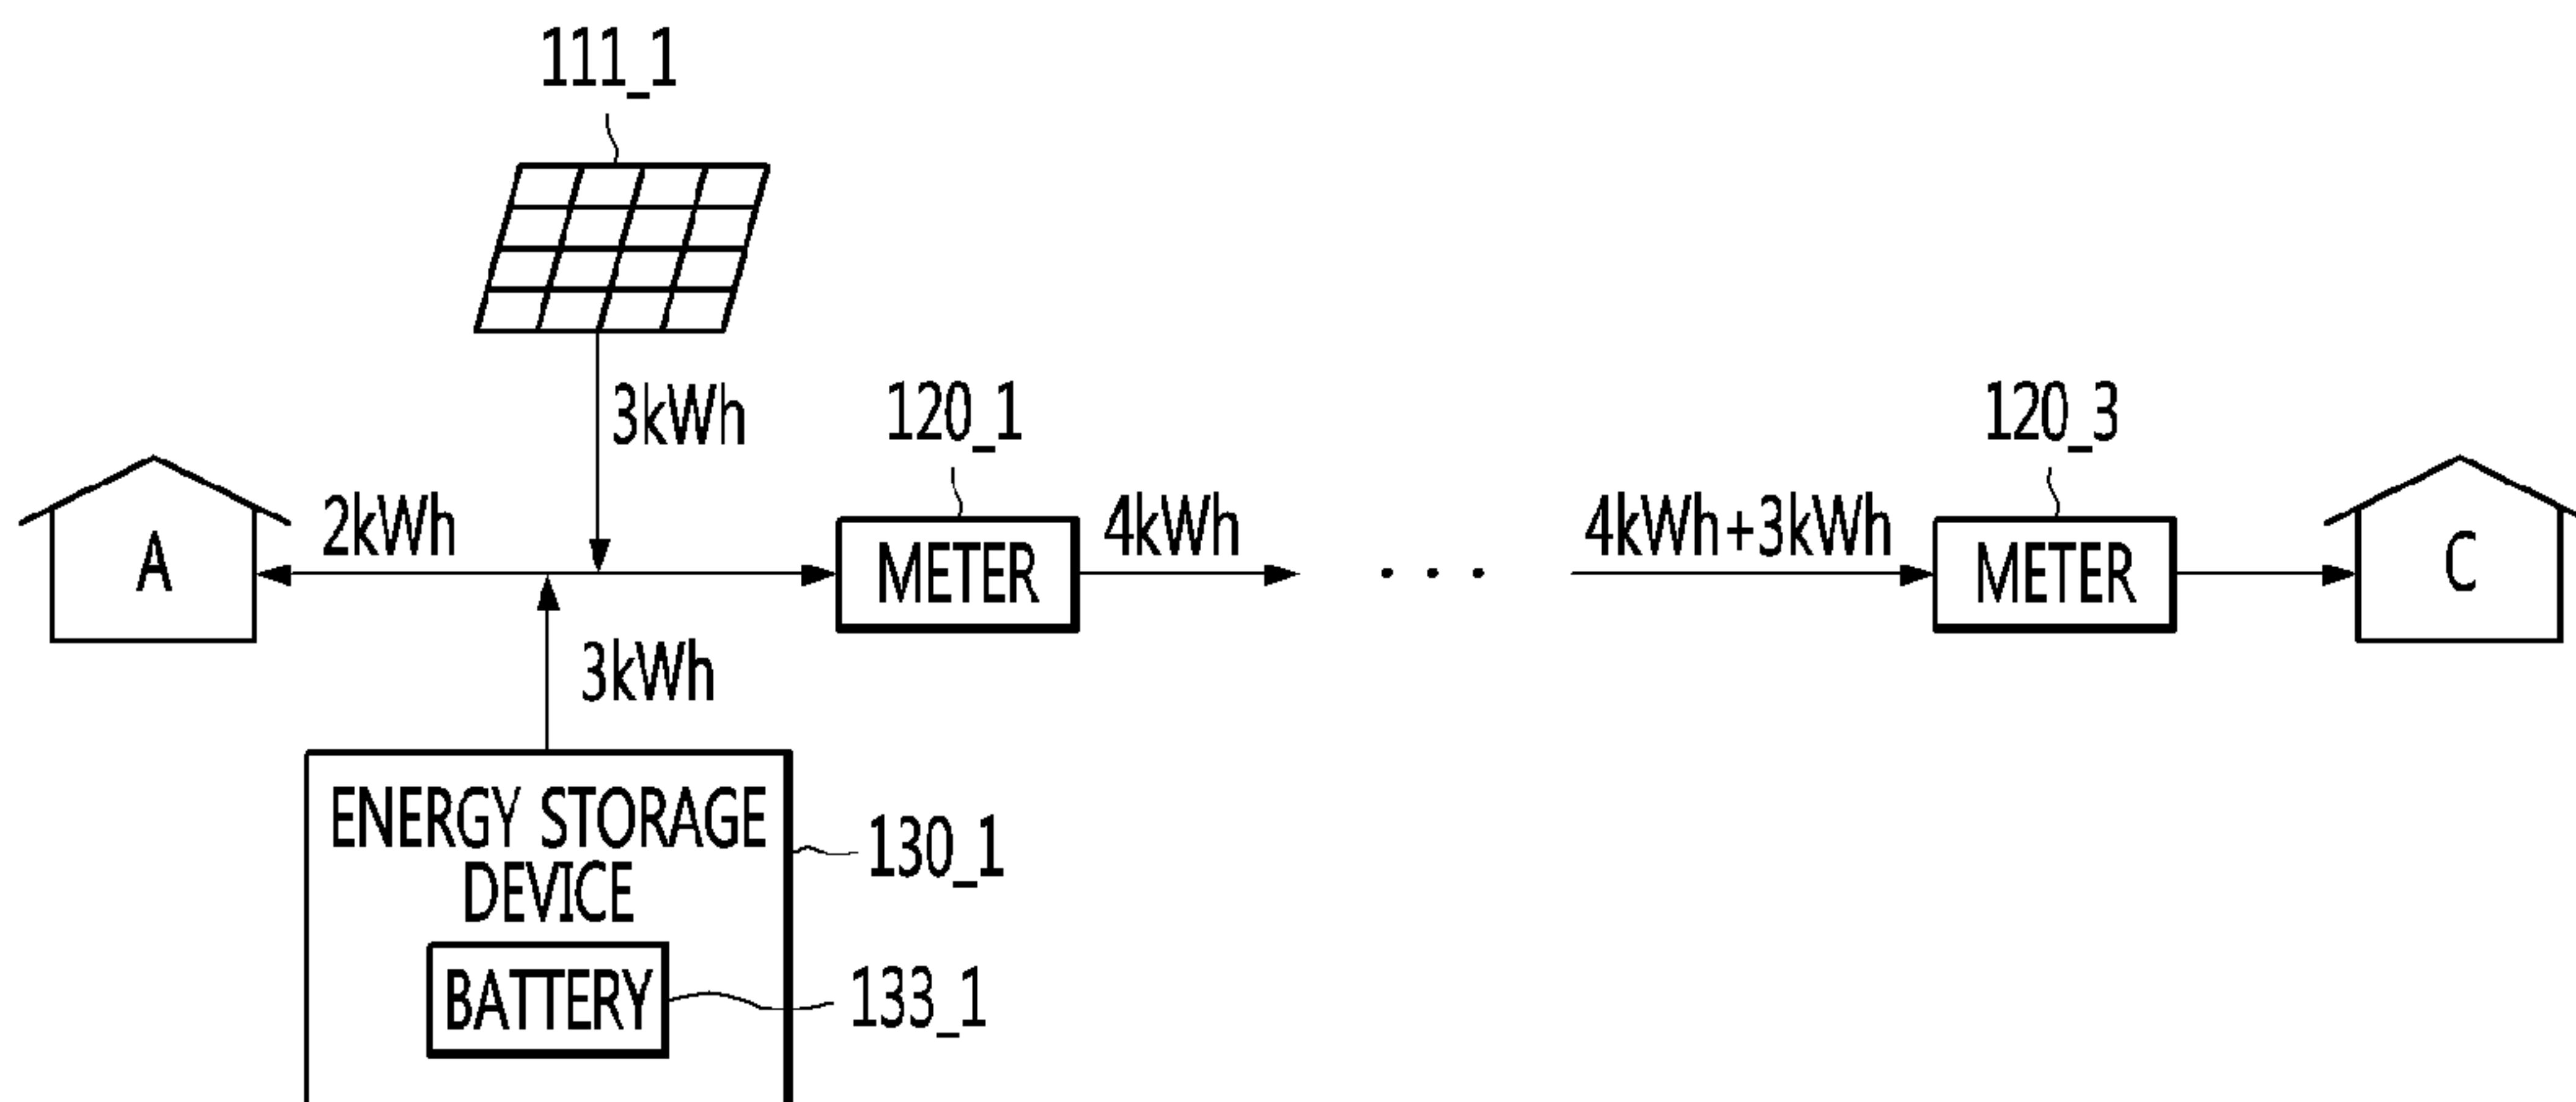 111_1
3kWh
120_1
120_3
A
2kWh
METER
4kWh
4kWh+3kWh
METER
C
3kWh
ENERGY STORAGE
DEVICE
130_1
BATTERY
133_1